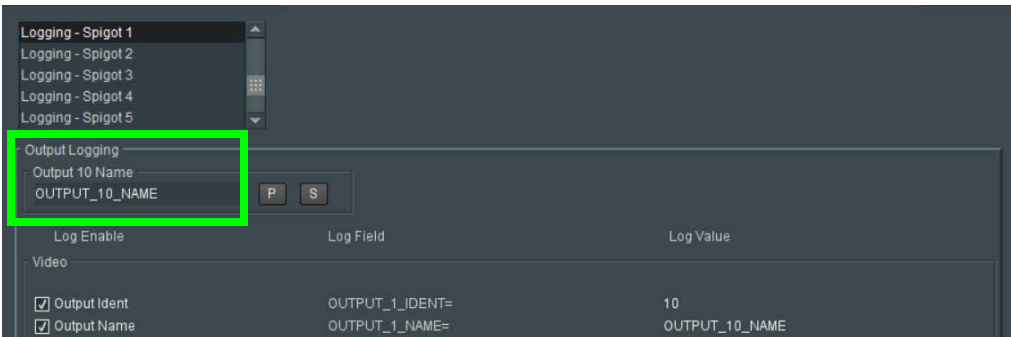 Logging - Spigot 1
Logging - Spigot 2
Logging - Spigot 3
Logging - Spigot 4
Logging - Spigot 5
Output Logging
Output 10 Name
OUTPUT_10_NAME P S
Log Enable Log Field Log Value
Video
Output Ident OUTPUT_1_IDENT= 10
Output Name OUTPUT_1_NAME= OUTPUT_10_NAME